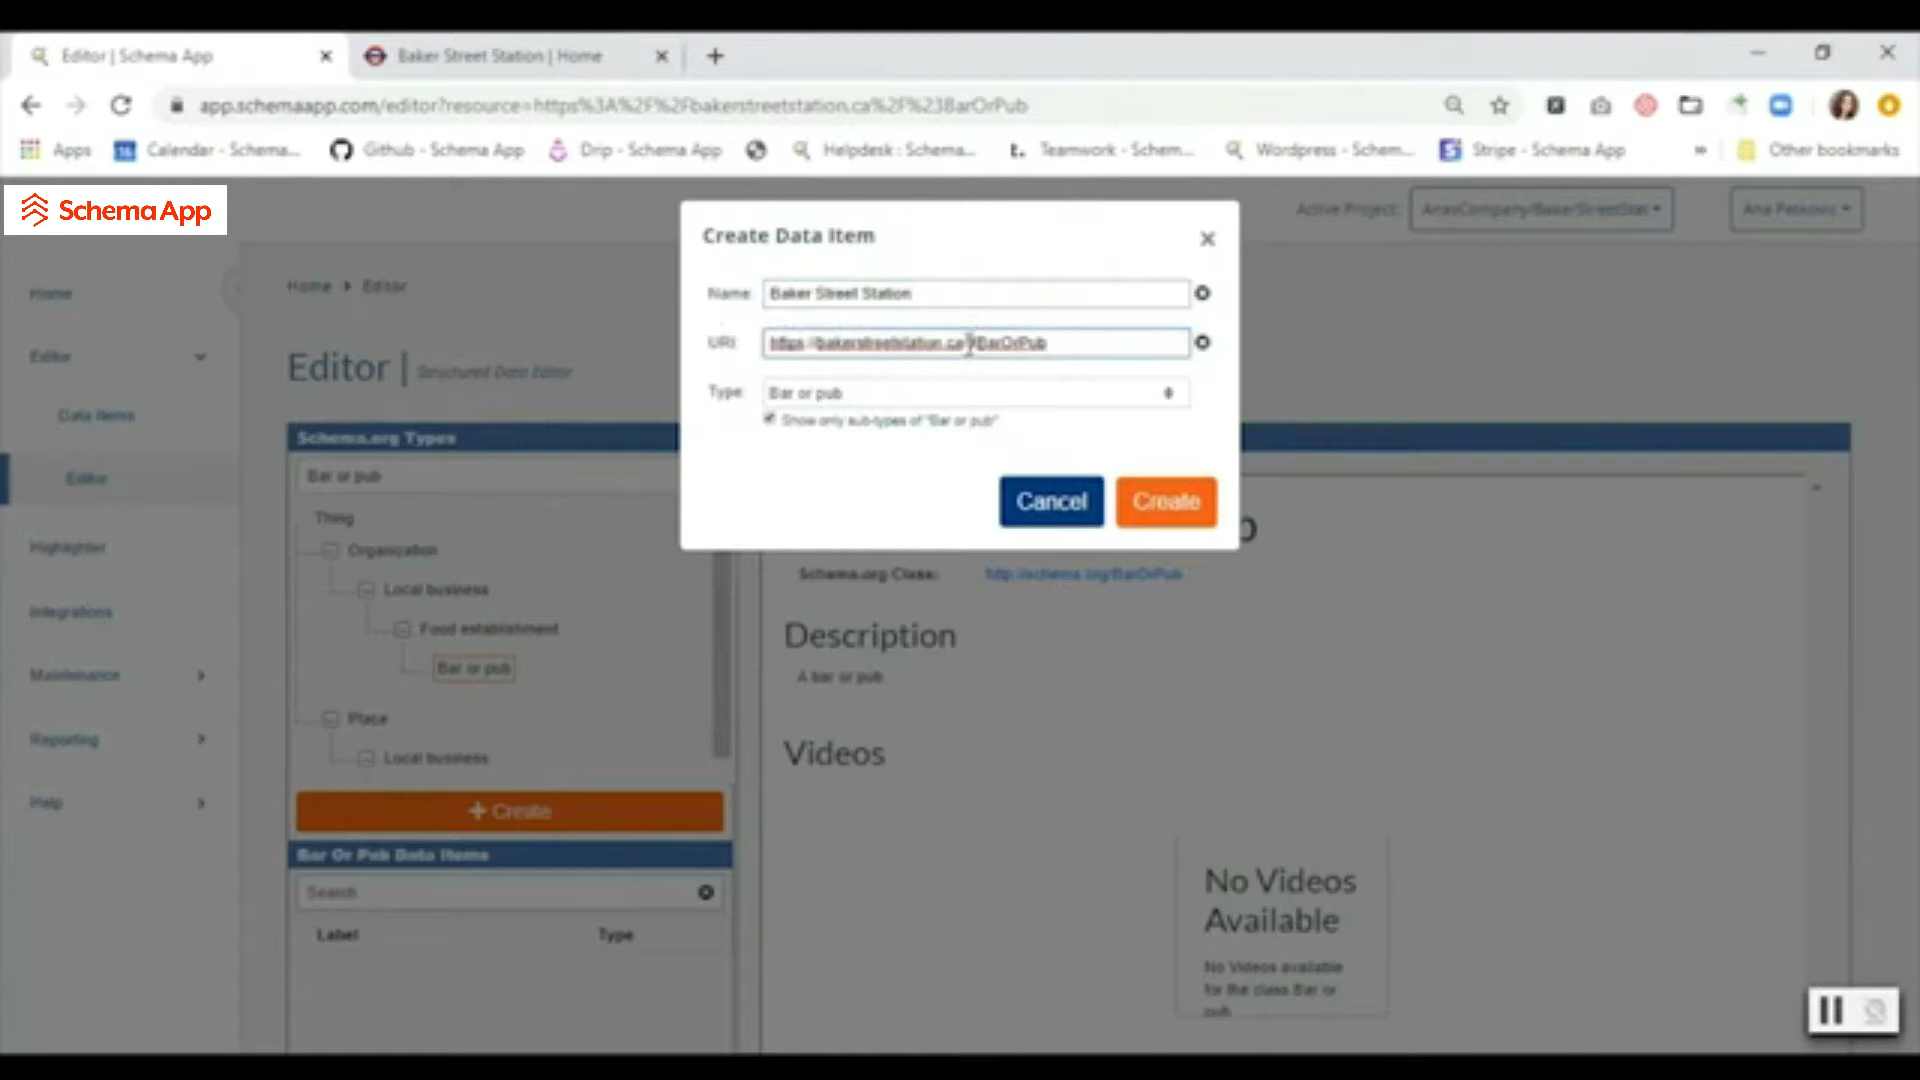 Editor | Schema App
Baker Street Station | Home
app.schemaapp.com/editor?resource=https%3A%2F%2Fbakerstreetstation.ca%2F%23BarOrPub
Apps
Calendar - Schema...
Github - Schema App
Drip - Schema App
Helpdesk : Schema...
t.
Teamwork - Schem...
Wordpress - Schem...
Stripe - Schema App
»
Other bookmarks
Schema App
Active Project:
Ana Petkovic
Create Data Item
Name:
Baker Street Station
URI:
https://bakerstreetstation.ca/#BarOrPub
Type:
Bar or pub
Show only sub-types of "Bar or pub"
Cancel
Create
Home
Editor
Data Items
Editor
Highlighter
Integrations
Maintenance
Reporting
Help
Home > Editor
Editor | Structured Data Editor
Schema.org Types
Bar or pub
Thing
Organization
Local business
Food establishment
Bar or pub
Place
Local business
+ Create
Bar Or Pub Data Items
Search
Label
Type
Schema.org Class:
http://schema.org/BarOrPub
Description
A bar or pub.
Videos
No Videos
Available
No Videos available
for the class Bar or
pub.